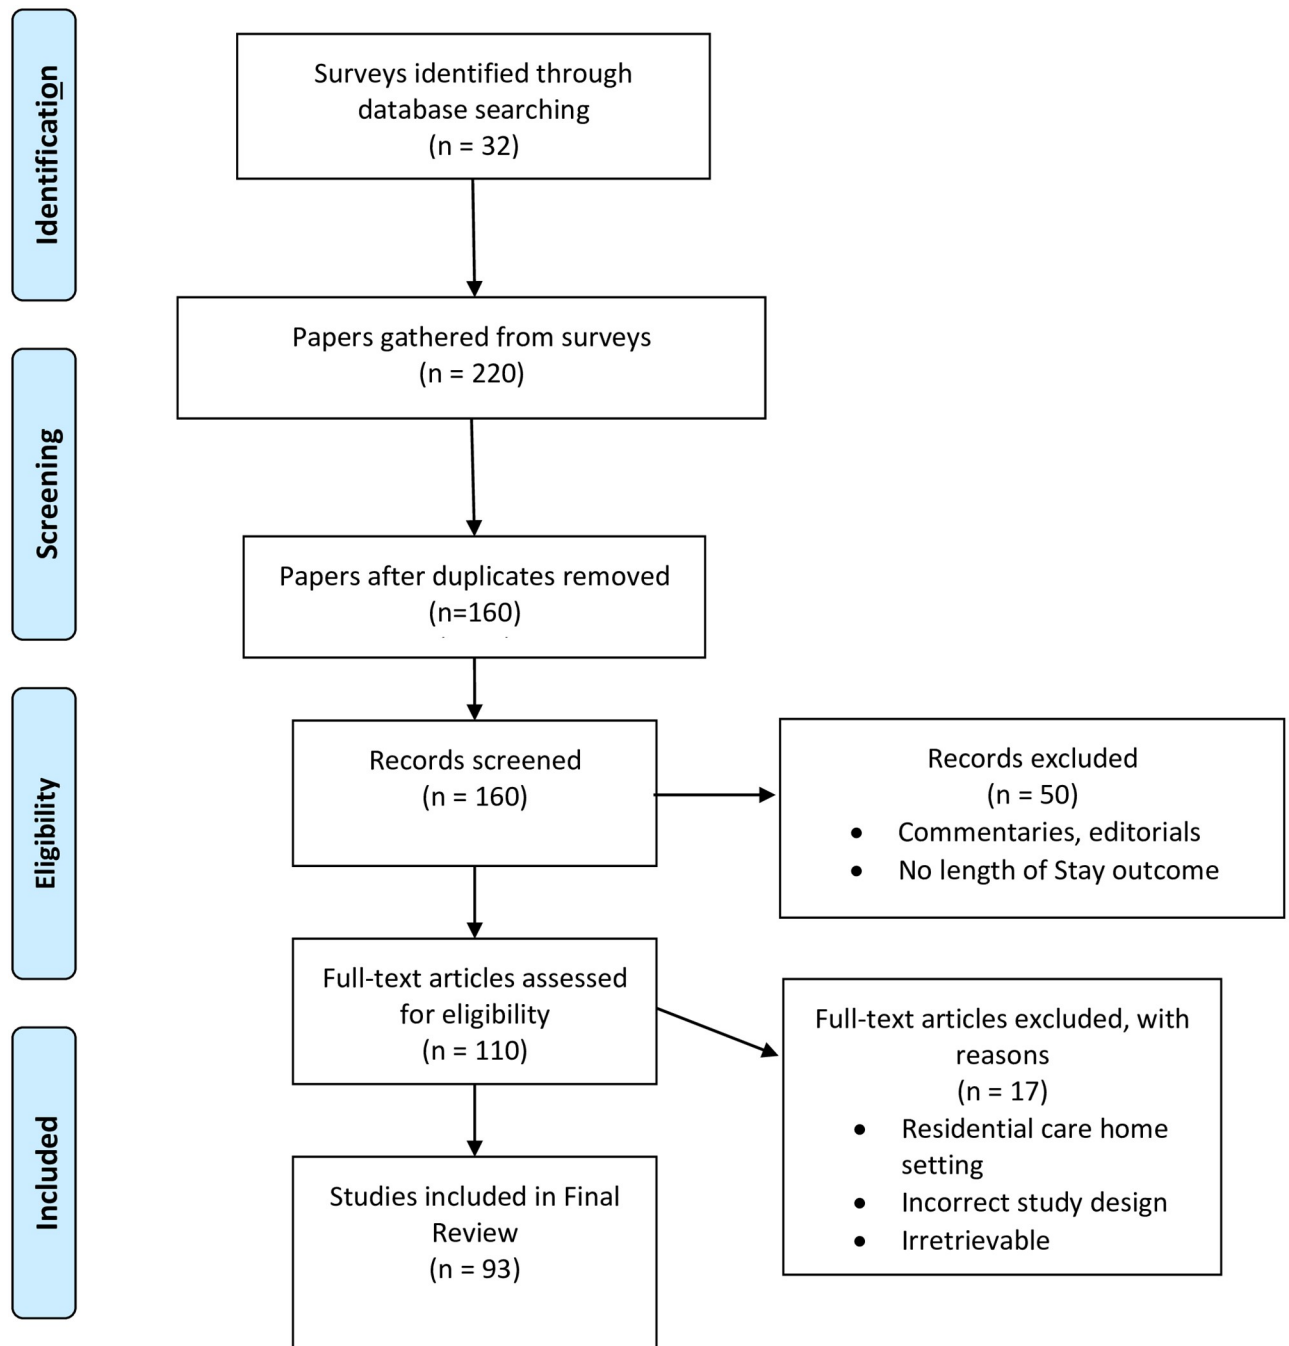 Identification
Surveys identified through
database searching
(n = 32)
Papers gathered from surveys
(n = 220)
Screening
Papers after duplicates removed
(n=160)
Eligibility
Records screened
(n = 160)
Records excluded
(n = 50)
• Commentaries, editorials
• No length of Stay outcome
Full-text articles assessed
for eligibility
(n = 110)
Full-text articles excluded, with
reasons
(n = 17)
• Residential care home
setting
• Incorrect study design
• Irretrievable
Included
Studies included in Final
Review
(n = 93)